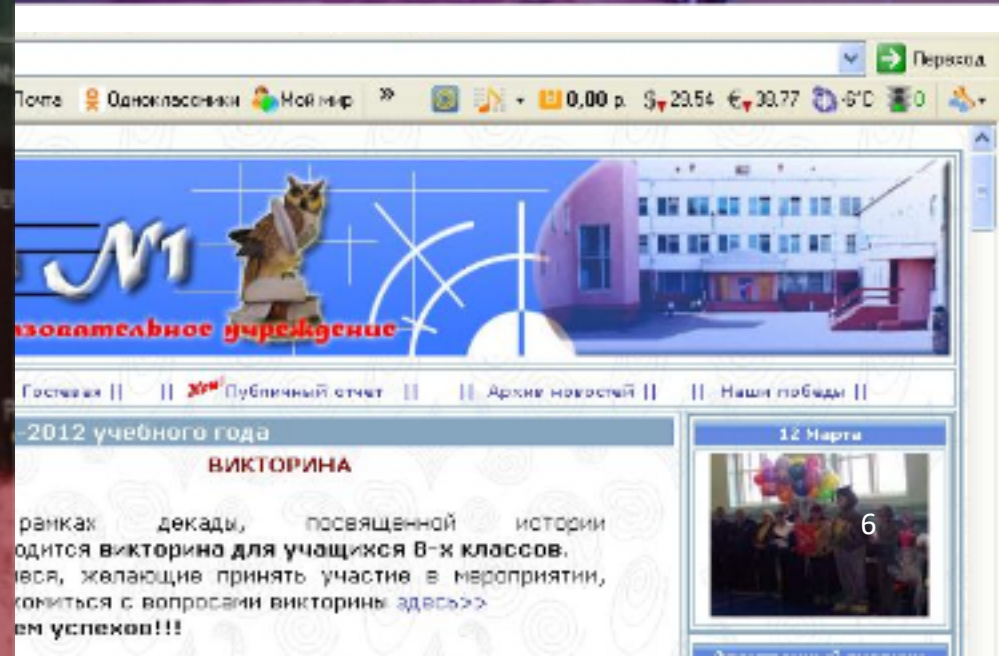 Переход
Почта Одноклассники Мой мир » 0,00 р. $ 29.54 € 38.77 -6°C 0
№1
учреждение
Гостевая || || New! Публичный отчет || || Архив новостей || || Наши победы ||
-2012 учебного года
12 Марта
ВИКТОРИНА
рамках декады, посвященной истории
одится викторина для учащихся 8-х классов.
иеся, желающие принять участие в мероприятии,
комиться с вопросами викторины здесь>>
ем успехов!!!
6